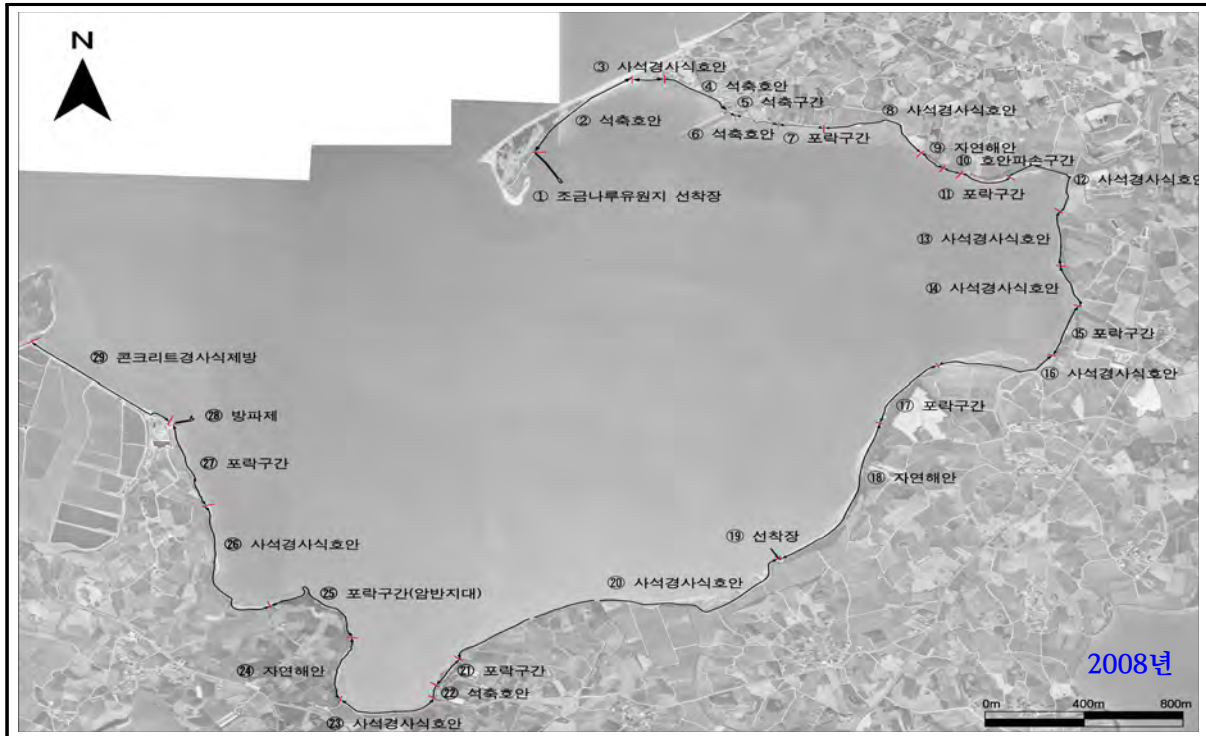 N
③ 사석경사식호안
④ 석축호안
⑤ 석축구간
② 석축호안
⑥ 석축호안
⑦ 포락구간
⑧ 사석경사식호안
⑨ 자연해안
⑩ 호안파손구간
① 조금나루유원지 선착장
⑪ 포락구간
⑫ 사석경사식호안
⑬ 사석경사식호안
⑭ 사석경사식호안
⑮ 포락구간
⑯ 사석경사식호안
㉙ 콘크리트경사식제방
㉘ 방파제
⑰ 포락구간
㉗ 포락구간
⑱ 자연해안
⑲ 선착장
㉖ 사석경사식호안
⑳ 사석경사식호안
㉕ 포락구간(암반지대)
㉔ 자연해안
㉑ 포락구간
㉒ 석축호안
㉓ 사석경사식호안
2008년
0m 400m 800m